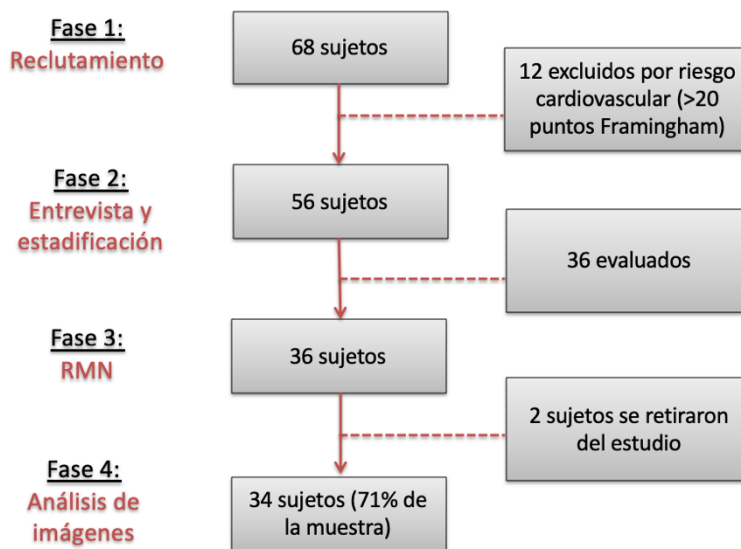 Fase 1:
Reclutamiento
68 sujetos
12 excluidos por riesgo
cardiovascular (>20
puntos Framingham)
Fase 2:
Entrevista y
estadificación
56 sujetos
36 evaluados
Fase 3:
RMN
36 sujetos
2 sujetos se retiraron
del estudio
Fase 4:
Análisis de
imágenes
34 sujetos (71% de
la muestra)